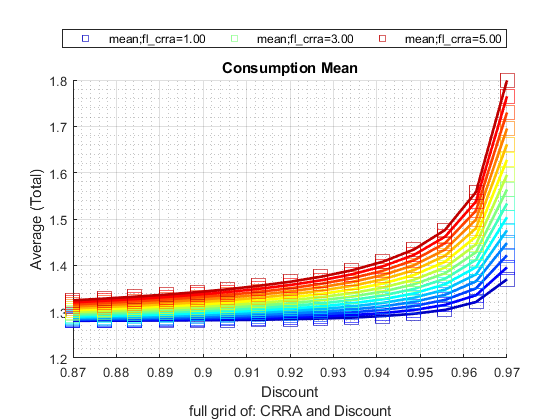 mean;fl_crra=1.00 mean;fl_crra=3.00 mean;fl_crra=5.00
Consumption Mean
1.8
1.7
1.6
1.5
1.4
1.3
1.2
Average (Total)
0.87 0.88 0.89 0.9 0.91 0.92 0.93 0.94 0.95 0.96 0.97
Discount
full grid of: CRRA and Discount